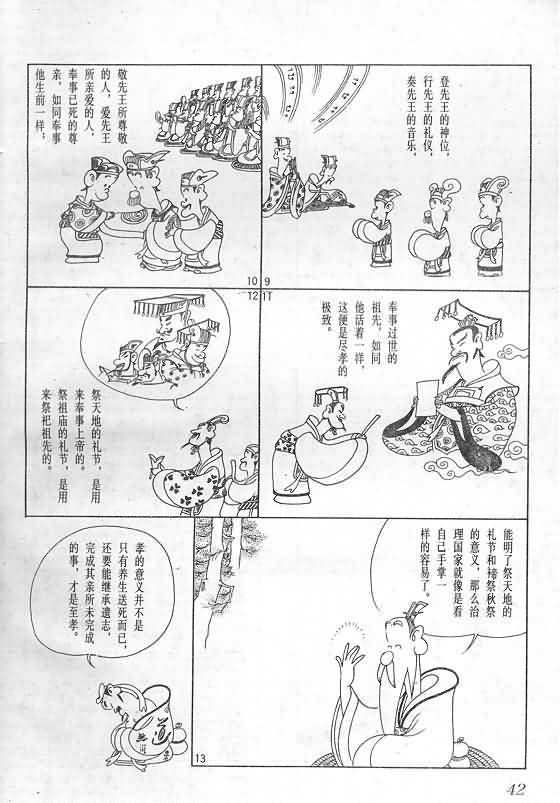 登先王的神位，
行先王的礼仪，
奏先王的音乐，
9
敬先王所尊敬
的人，爱先王
所亲爱的人，
奉事已死的尊
亲，如同奉事
他生前一样，
10
奉事过世的
祖先，如同
他活着一样，
这便是尽孝的
极致。
11
祭天地的礼节，是用
来奉事上帝的。
祭祖庙的礼节，是用
来祭祀祖先的。
12
能明了祭天地的
礼节和禘祭秋祭
的意义，那么治
理国家就像是看
自己手掌一
样的容易了。
13
孝的意义并不是
只有养生送死而已，
还要能继承遗志，
完成其亲所未完成
的事，才是至孝。
道
42